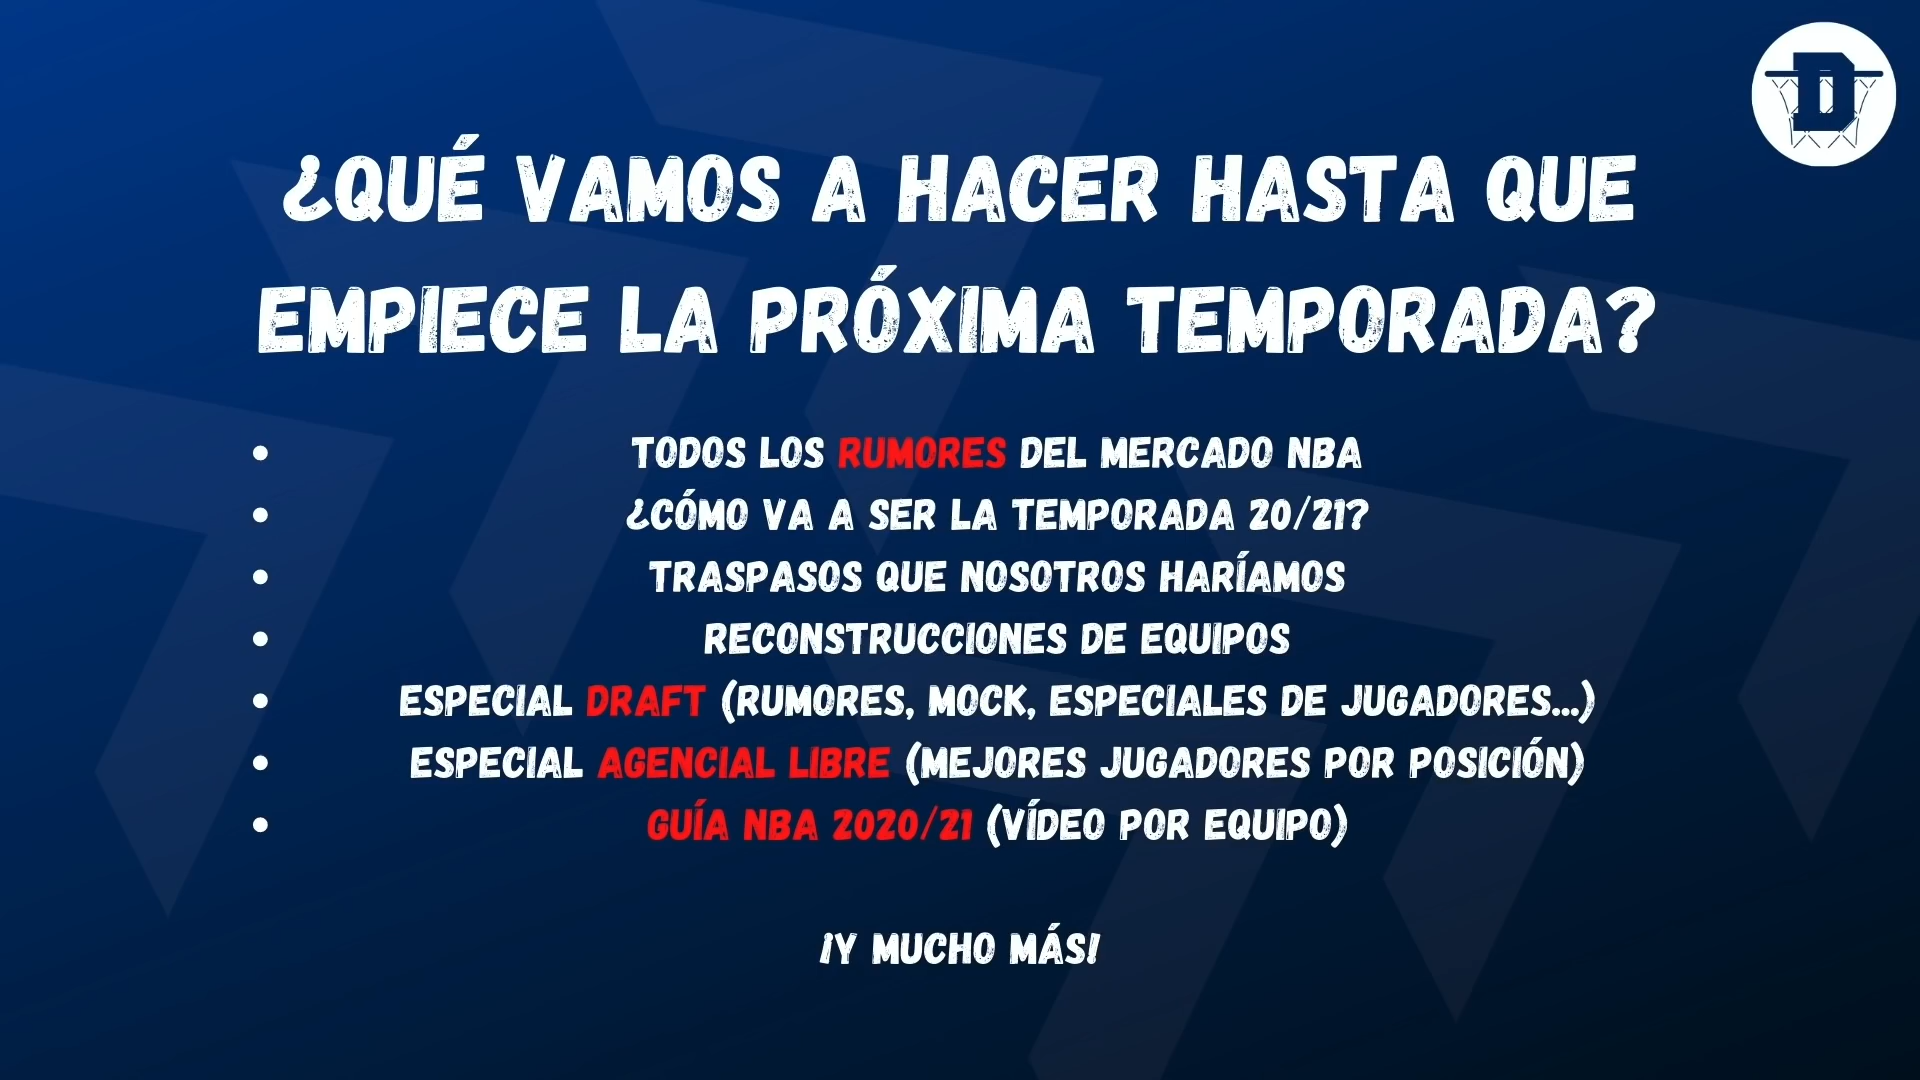 D
¿QUÉ VAMOS A HACER HASTA QUE
EMPIECE LA PRÓXIMA TEMPORADA?
• TODOS LOS RUMORES DEL MERCADO NBA
• ¿CÓMO VA A SER LA TEMPORADA 20/21?
• TRASPASOS QUE NOSOTROS HARÍAMOS
• RECONSTRUCCIONES DE EQUIPOS
• ESPECIAL DRAFT (RUMORES, MOCK, ESPECIALES DE JUGADORES...)
• ESPECIAL AGENCIAL LIBRE (MEJORES JUGADORES POR POSICIÓN)
• GUÍA NBA 2020/21 (VÍDEO POR EQUIPO)
¡Y MUCHO MÁS!